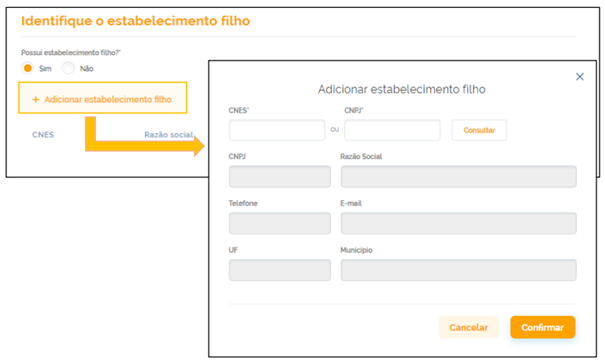 Identifique o estabelecimento filho
Possui estabelecimento filho?*
Sim Não
+ Adicionar estabelecimento filho
CNES Razão social
×
Adicionar estabelecimento filho
CNES* CNPJ*
ou Consultar
CNPJ Razão Social
Telefone E-mail
UF Município
Cancelar Confirmar